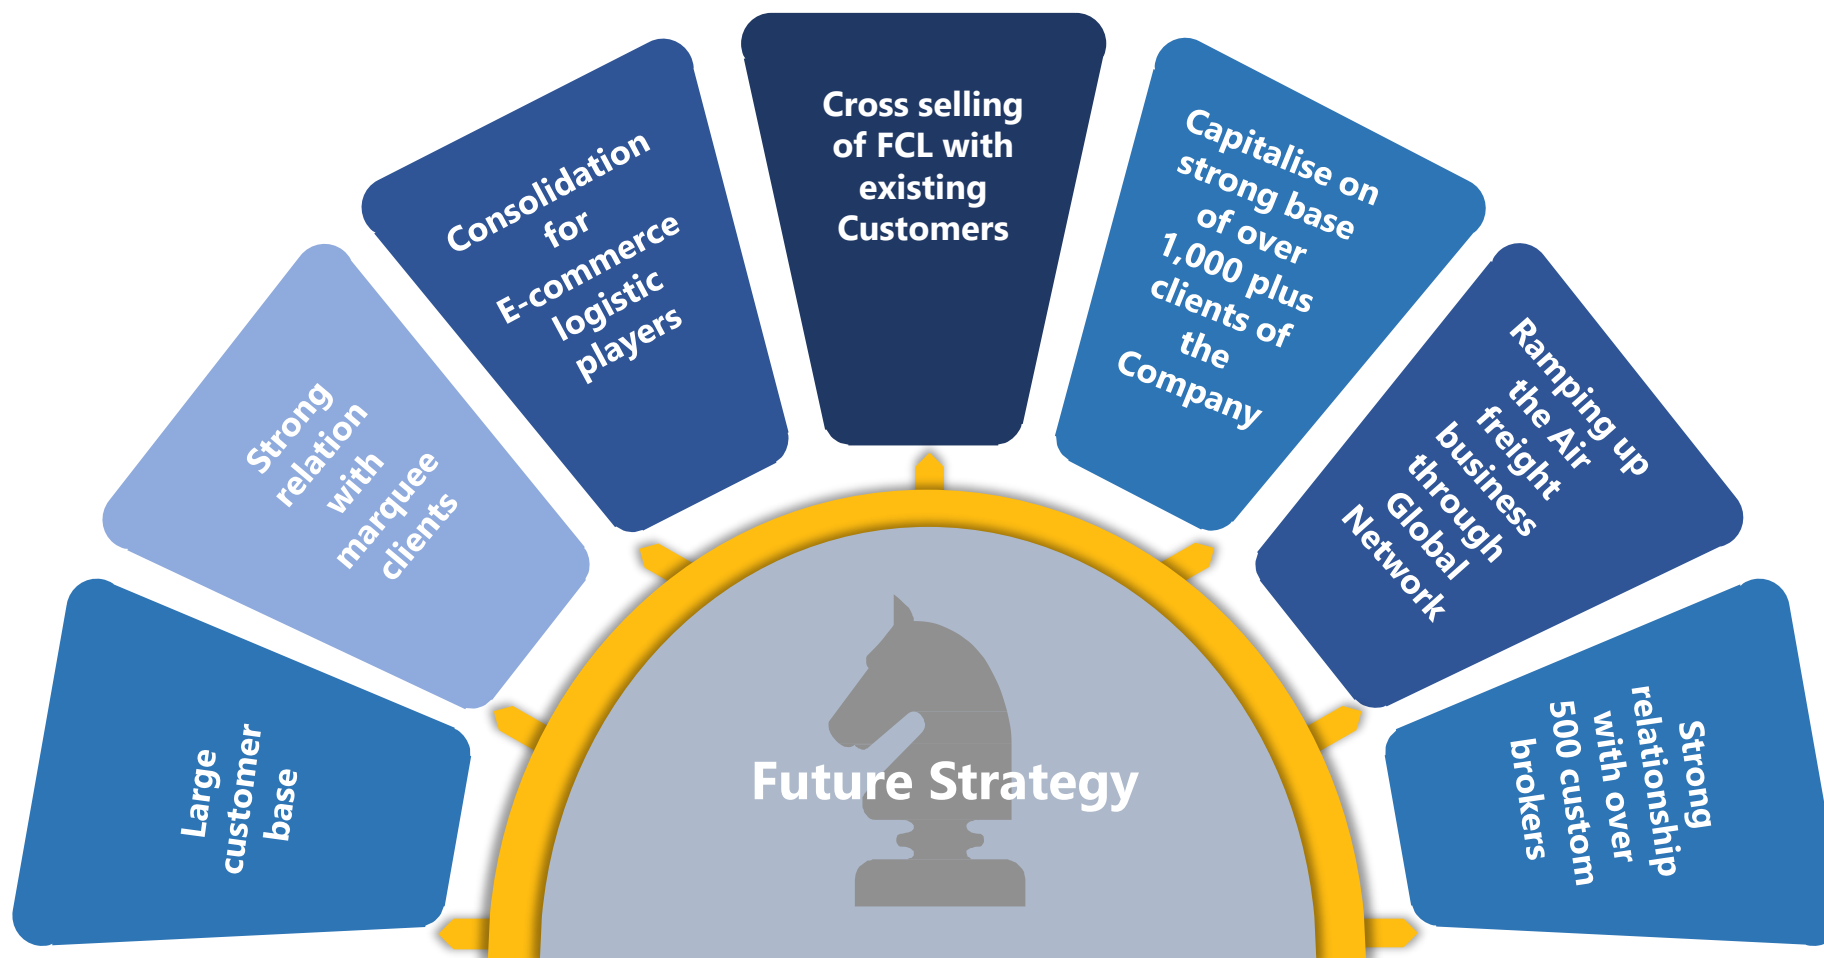 Large
customer
base
Strong
relation
with
marquee
clients
Consolidation
for
E-commerce
logistic
players
Cross selling
of FCL with
existing
Customers
Capitalise on
strong base
of over
1,000 plus
clients of
the
Company
Ramping up
the Air
freight
business
through
Global
Network
Strong
relationship
with over
500 custom
brokers
Future Strategy